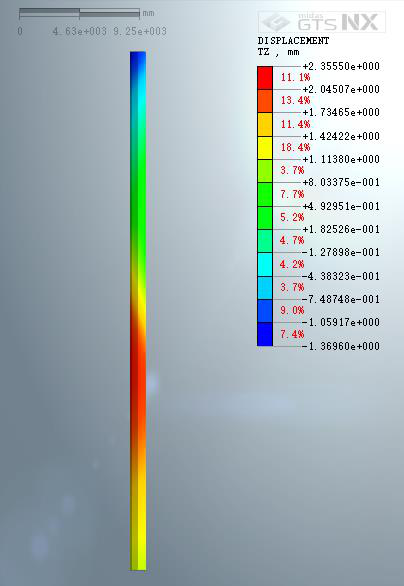 mm
0 4.63e+003 9.25e+003
midas
GTS NX
DISPLACEMENT
TZ , mm
+2.35550e+000
11.1%
+2.04507e+000
13.4%
+1.73465e+000
11.4%
+1.42422e+000
18.4%
+1.11380e+000
3.7%
+8.03375e-001
7.7%
+4.92951e-001
5.2%
+1.82526e-001
4.7%
-1.27898e-001
4.2%
-4.38323e-001
3.7%
-7.48748e-001
9.0%
-1.05917e+000
7.4%
-1.36960e+000